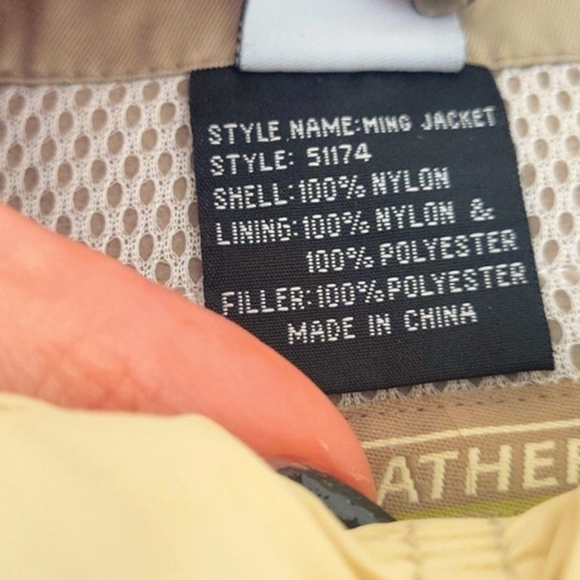 STYLE NAME:MING JACKET
STYLE: 51174
SHELL:100% NYLON
LINING:100% NYLON &
100% POLYESTER
FILLER:100%POLYESTER
MADE IN CHINA
ATHER